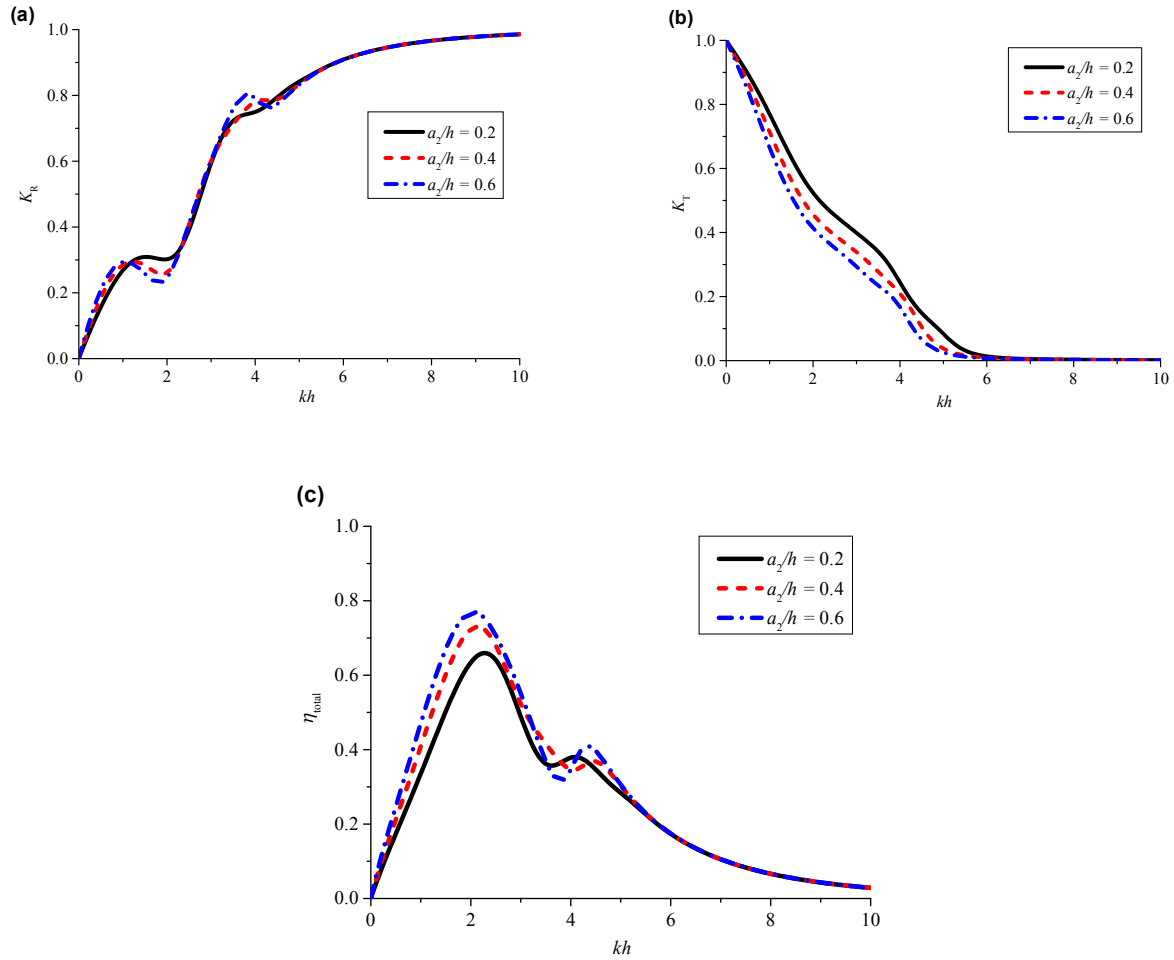 (a)
1.0
0.8
0.6
0.4
0.2
0.0
K_R
0 2 4 6 8 10
kh
a_2/h = 0.2
a_2/h = 0.4
a_2/h = 0.6
(b)
1.0
0.8
0.6
0.4
0.2
0.0
K_T
0 2 4 6 8 10
kh
a_2/h = 0.2
a_2/h = 0.4
a_2/h = 0.6
(c)
1.0
0.8
0.6
0.4
0.2
0.0
η_total
0 2 4 6 8 10
kh
a_2/h = 0.2
a_2/h = 0.4
a_2/h = 0.6